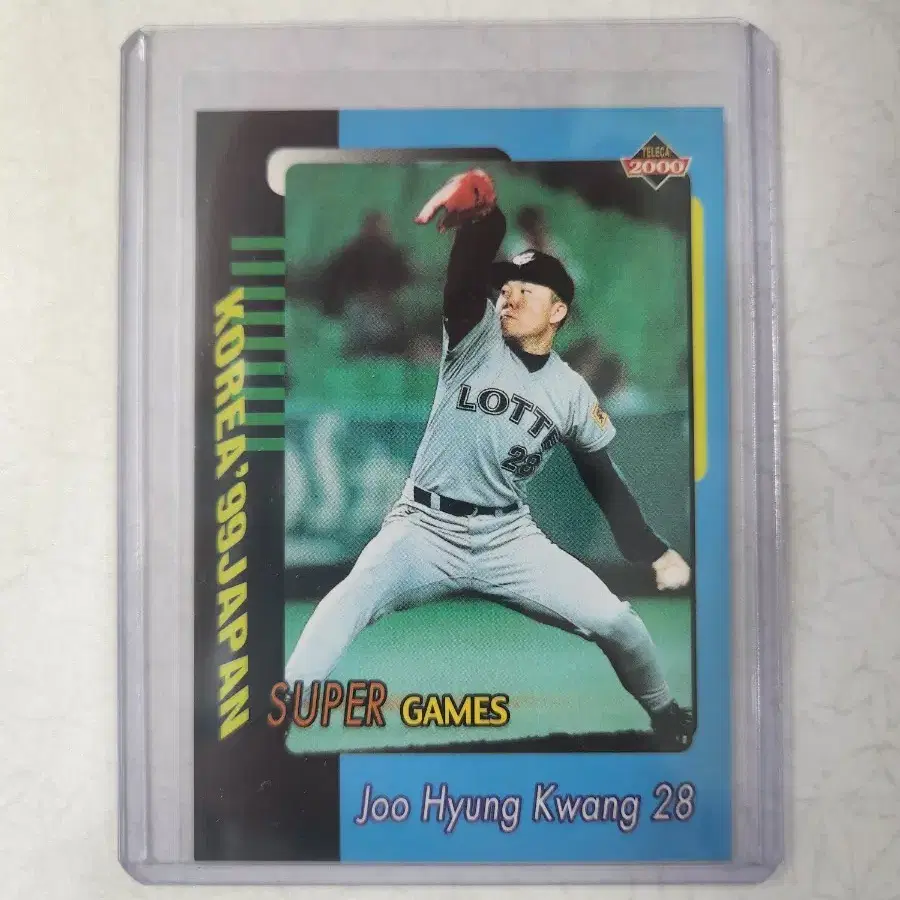 TELECA
2000
KOREA'99JAPAN
LOTTE
28
SUPER GAMES
Joo Hyung Kwang 28